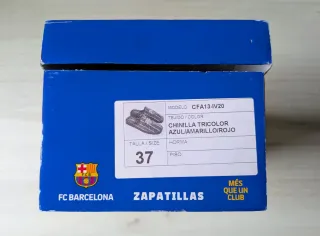 MODELO: CFA13-IV20
TEJIDO / COLOR:
CHINILLA TRICOLOR
AZUL/AMARILLO/ROJO
TALLA / SIZE:
37
HORMA:
PISO:
FC BARCELONA
ZAPATILLAS
MÉS
QUE UN
CLUB